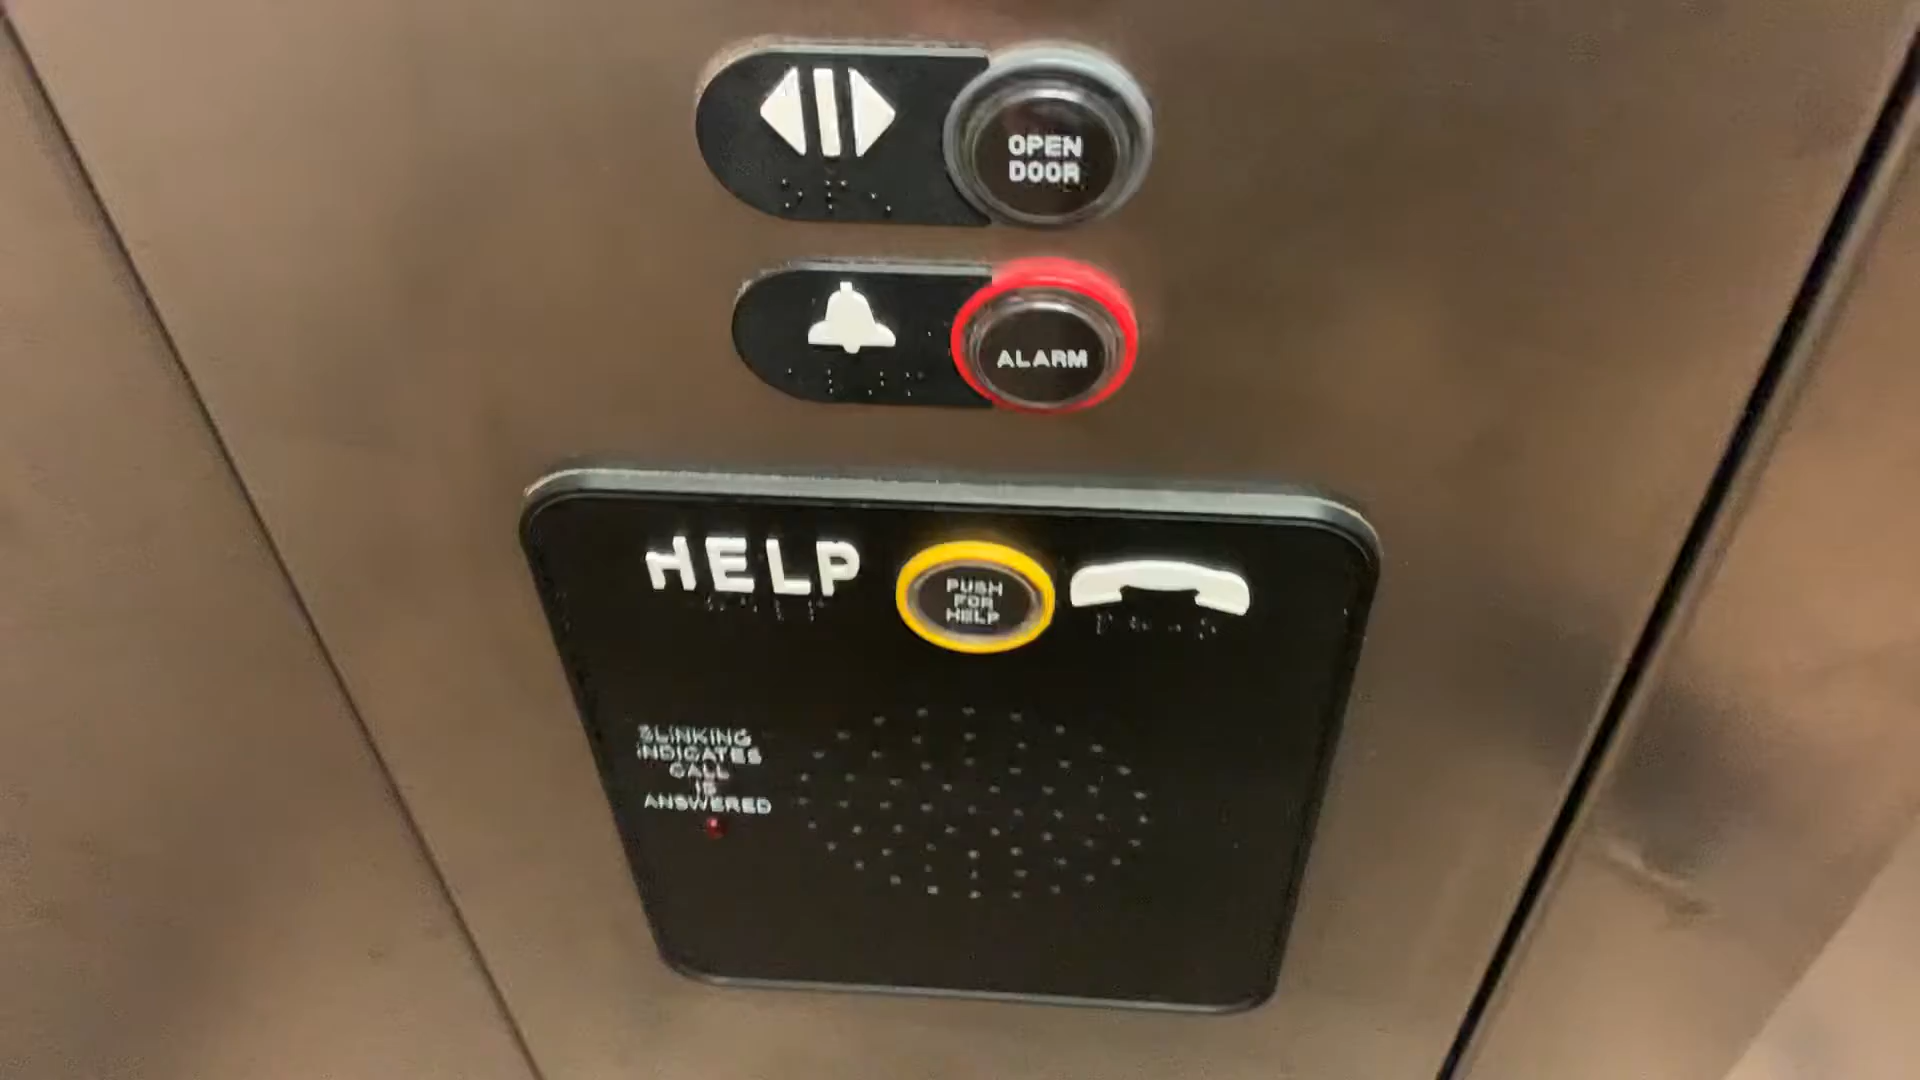 OPEN
DOOR
ALARM
HELP
PUSH
FOR
HELP
BLINKING
INDICATES
CALL
IS
ANSWERED